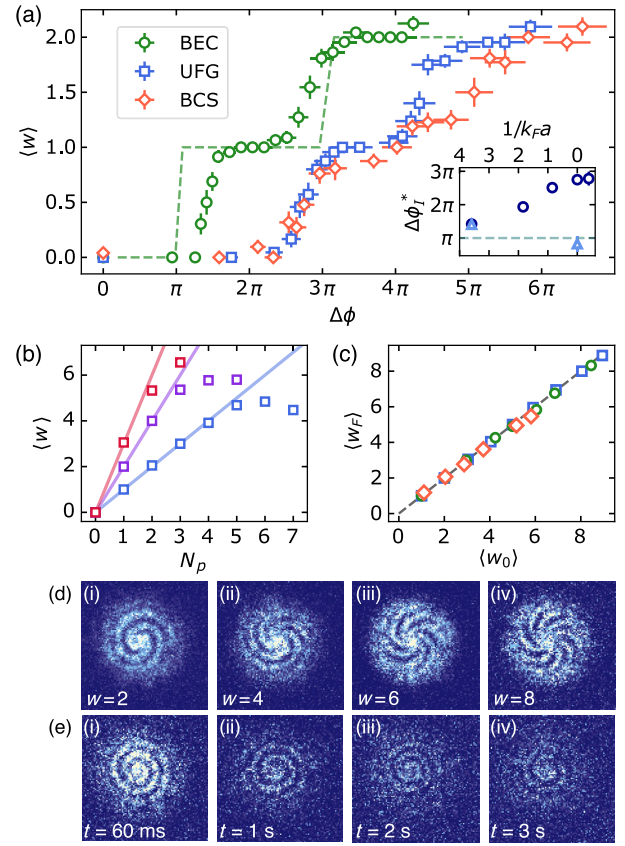 (a)
BEC
UFG
BCS
2.0
1.5
1.0
0.5
0.0
⟨w⟩
0
π
2π
3π
4π
5π
6π
Δϕ
1/k_F a
4
2
0
3π
2π
π
Δϕ_I^*
(b)
⟨w⟩
6
4
2
0
0 1 2 3 4 5 6 7
N_p
(c)
⟨w_F⟩
8
6
4
2
0
0 2 4 6 8
⟨w_0⟩
(d) (i) (ii) (iii) (iv)
w=2 w=4 w=6 w=8
(e) (i) (ii) (iii) (iv)
t = 60 ms t = 1 s t = 2 s t = 3 s